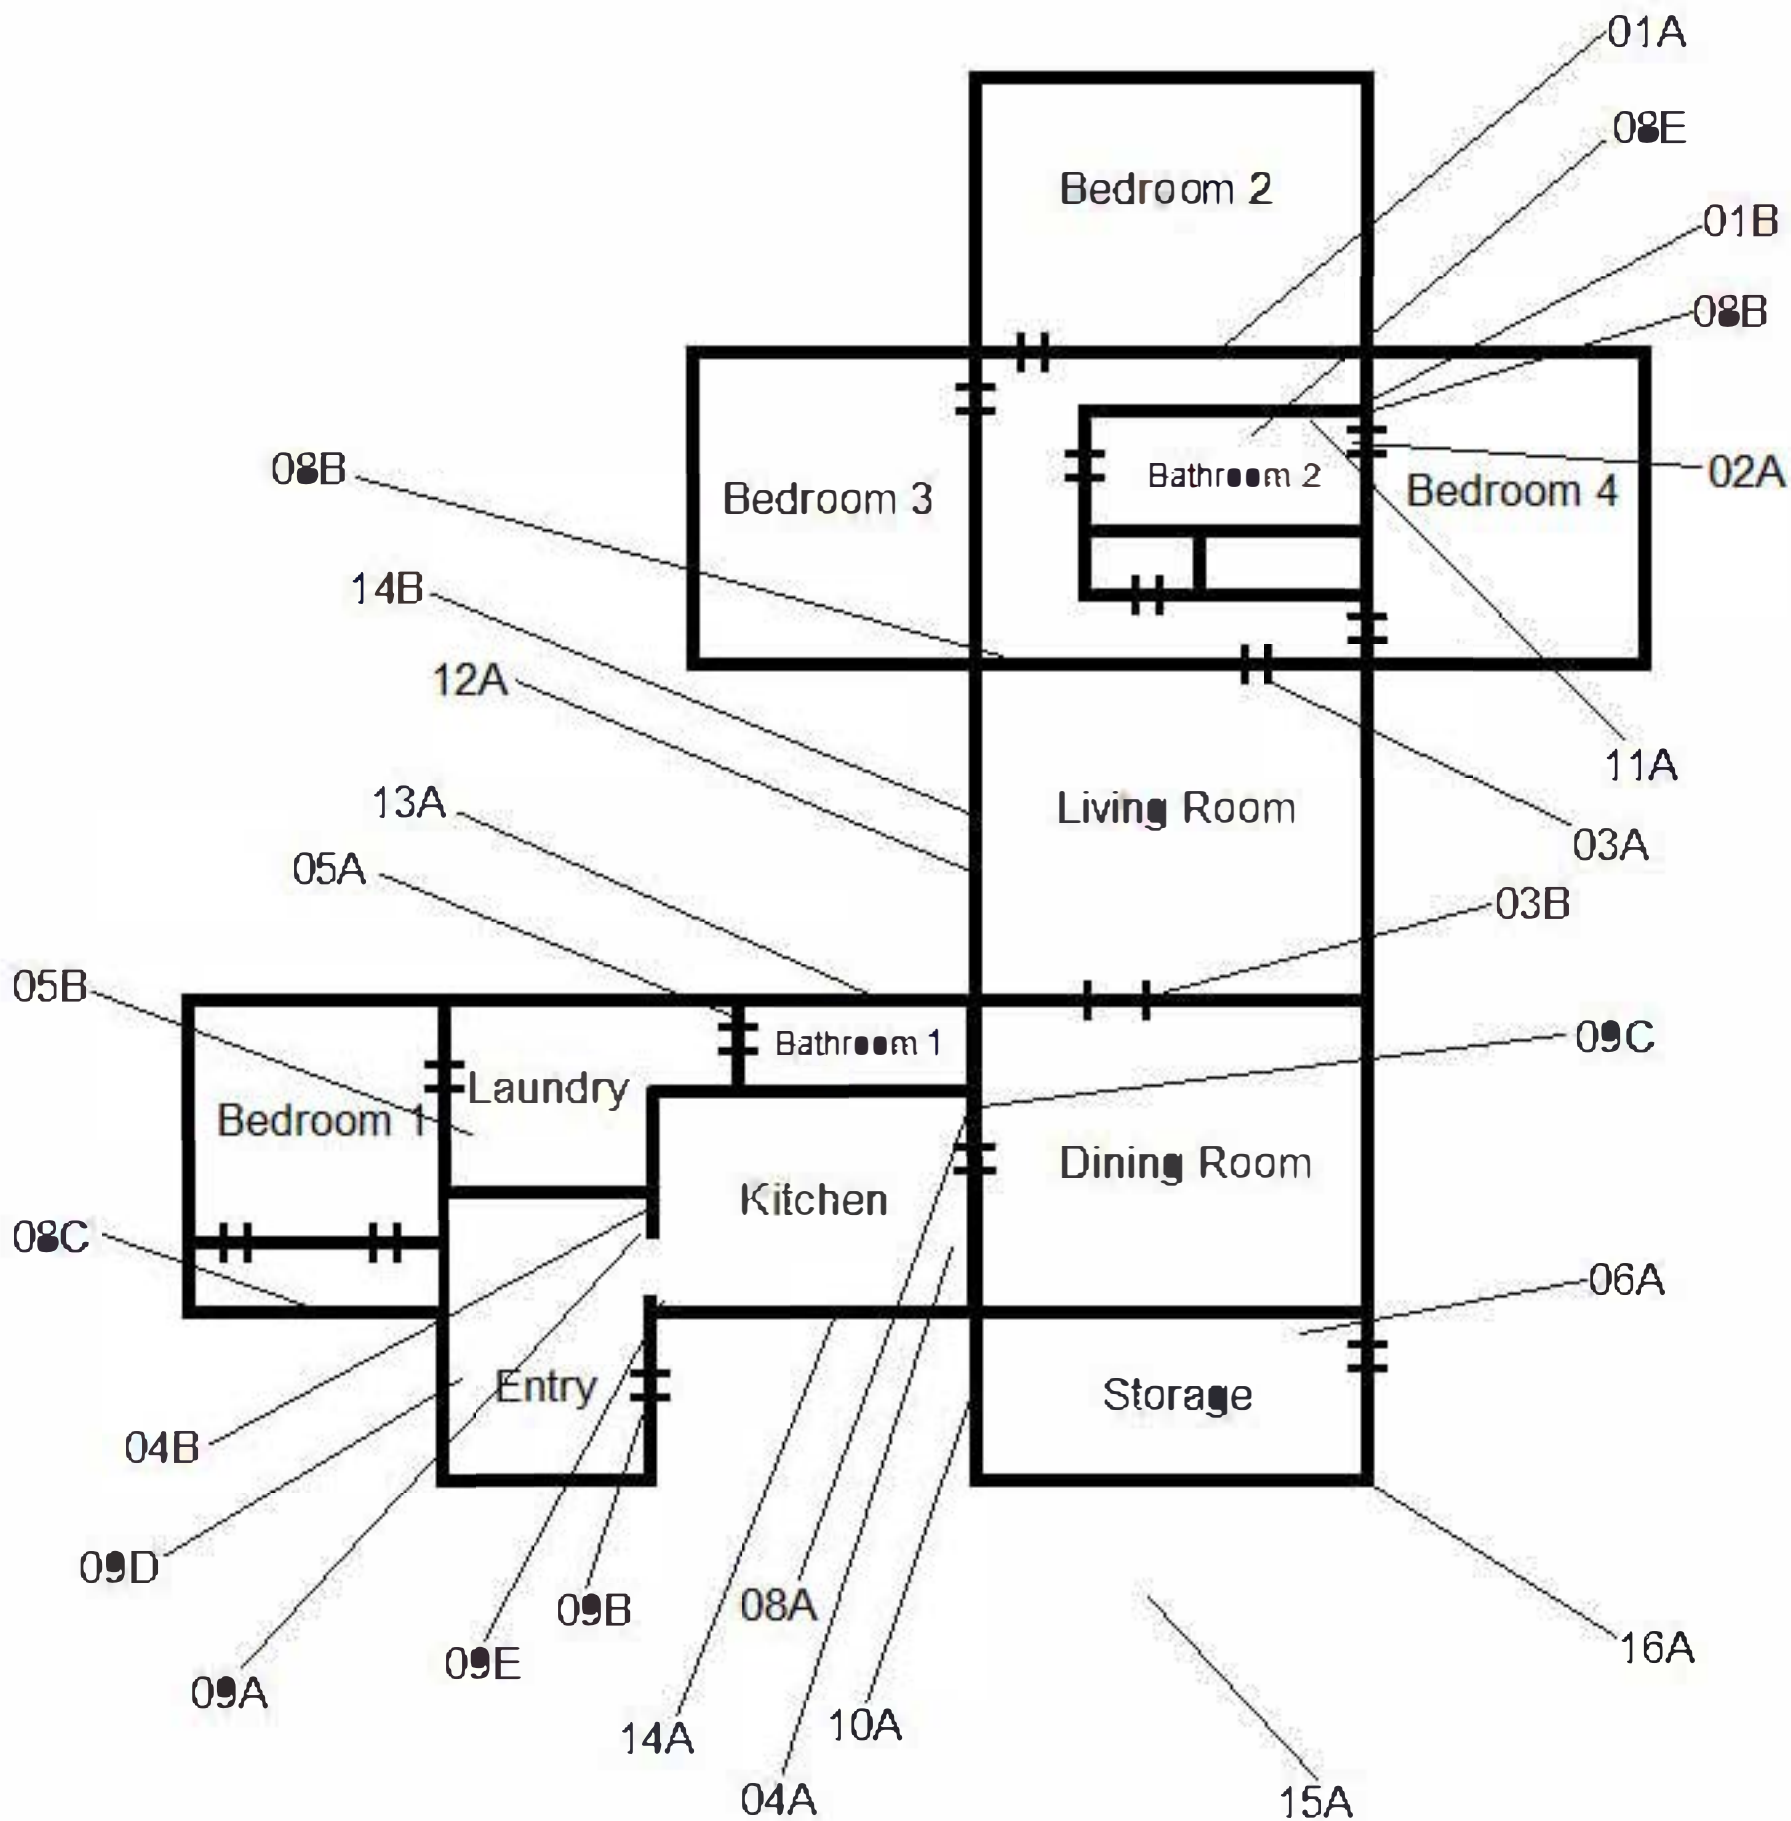 01A
08E
Bedroom 2
01B
08B
08B
02A
Bedroom 3
Bathroom 2
Bedroom 4
14B
12A
11A
13A
Living Room
03A
05A
03B
05B
09C
Bathroom 1
Laundry
Bedroom 1
Dining Room
Kitchen
08C
06A
Entry
Storage
04B
09D
09B
08A
16A
09E
09A
14A
10A
04A
15A